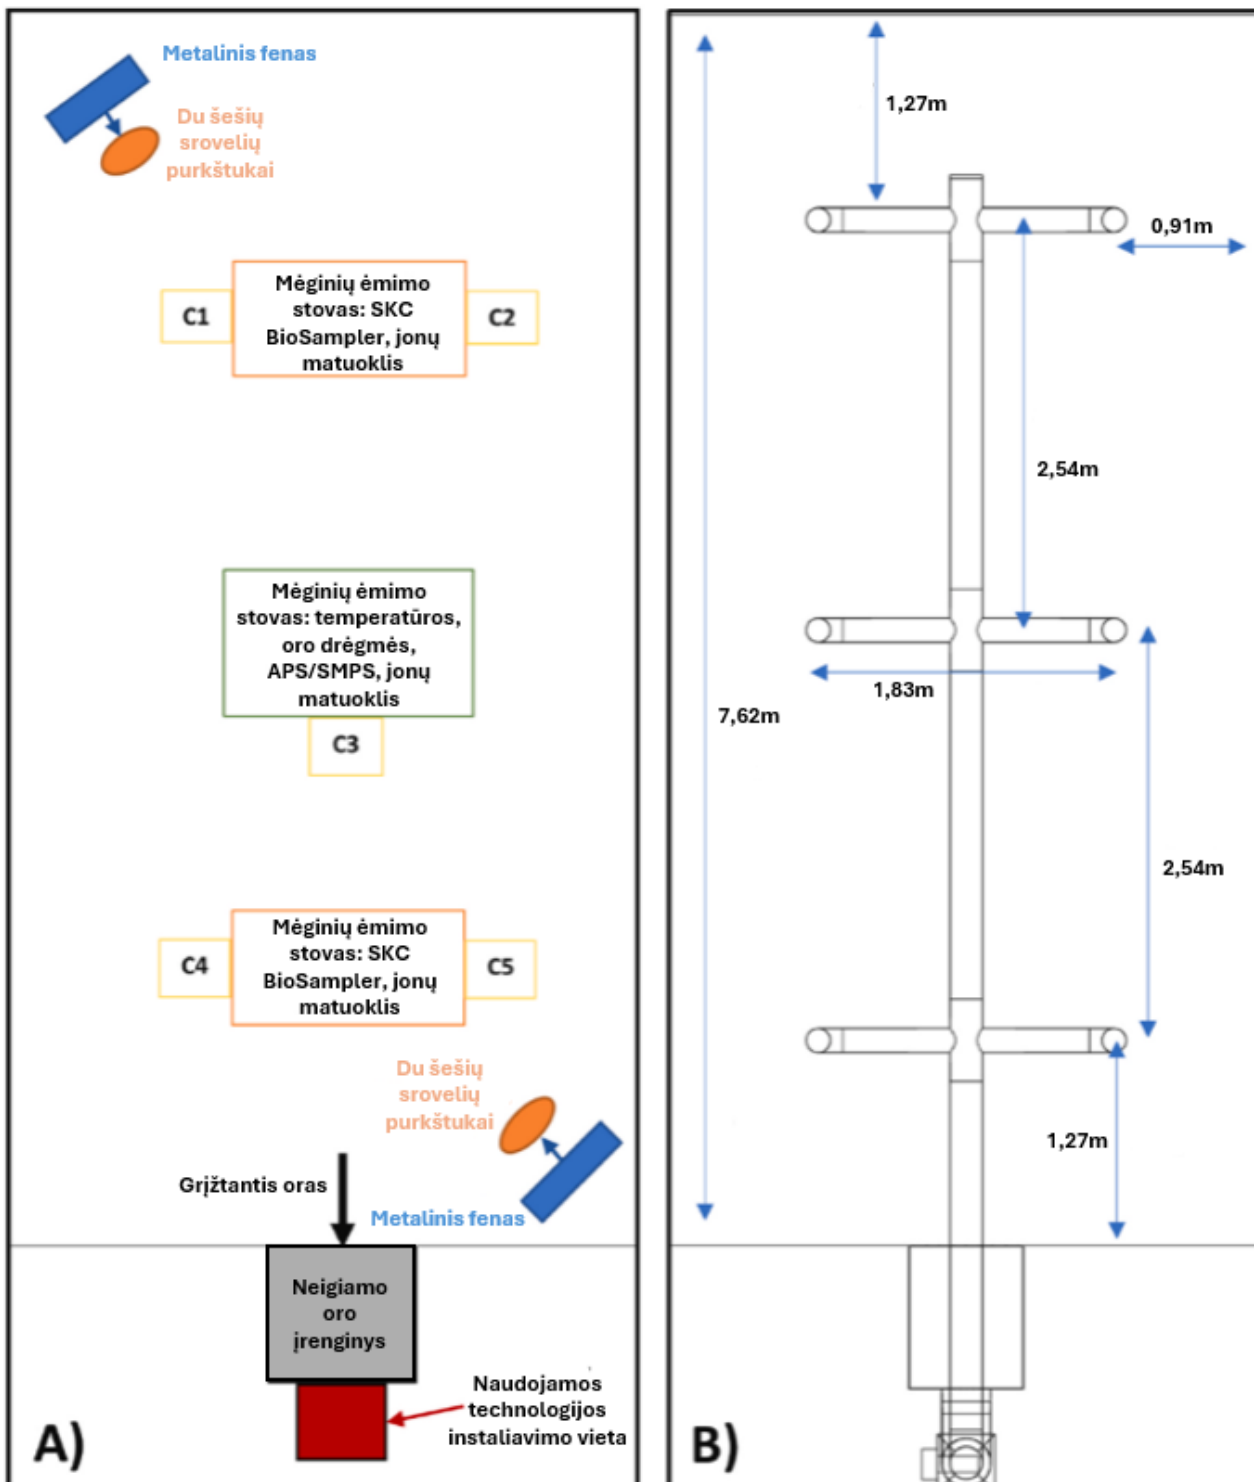 Metalinis fenas
Du šešių
srovelių
purkštukai
C1
Mėginių ėmimo
stovas: SKC
BioSampler, jonų
matuoklis
C2
Mėginių ėmimo
stovas: temperatūros,
oro drėgmės,
APS/SMPS, jonų
matuoklis
C3
C4
Mėginių ėmimo
stovas: SKC
BioSampler, jonų
matuoklis
C5
Du šešių
srovelių
purkštukai
Grįžtantis oras
Metalinis fenas
Neigiamo
oro
įrenginys
Naudojamos
technologijos
instaliavimo vieta
A)
1,27m
0,91m
2,54m
1,83m
7,62m
2,54m
1,27m
B)